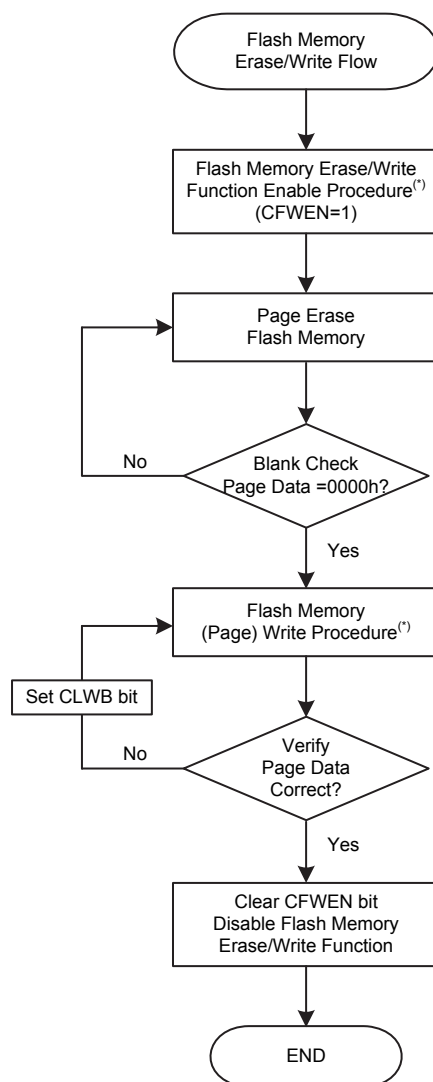 Flash Memory
Erase/Write Flow
Flash Memory Erase/Write
Function Enable Procedure(*)
(CFWEN=1)
Page Erase
Flash Memory
No
Blank Check
Page Data =0000h?
Yes
Flash Memory
(Page) Write Procedure(*)
Set CLWB bit
No
Verify
Page Data
Correct?
Yes
Clear CFWEN bit
Disable Flash Memory
Erase/Write Function
END